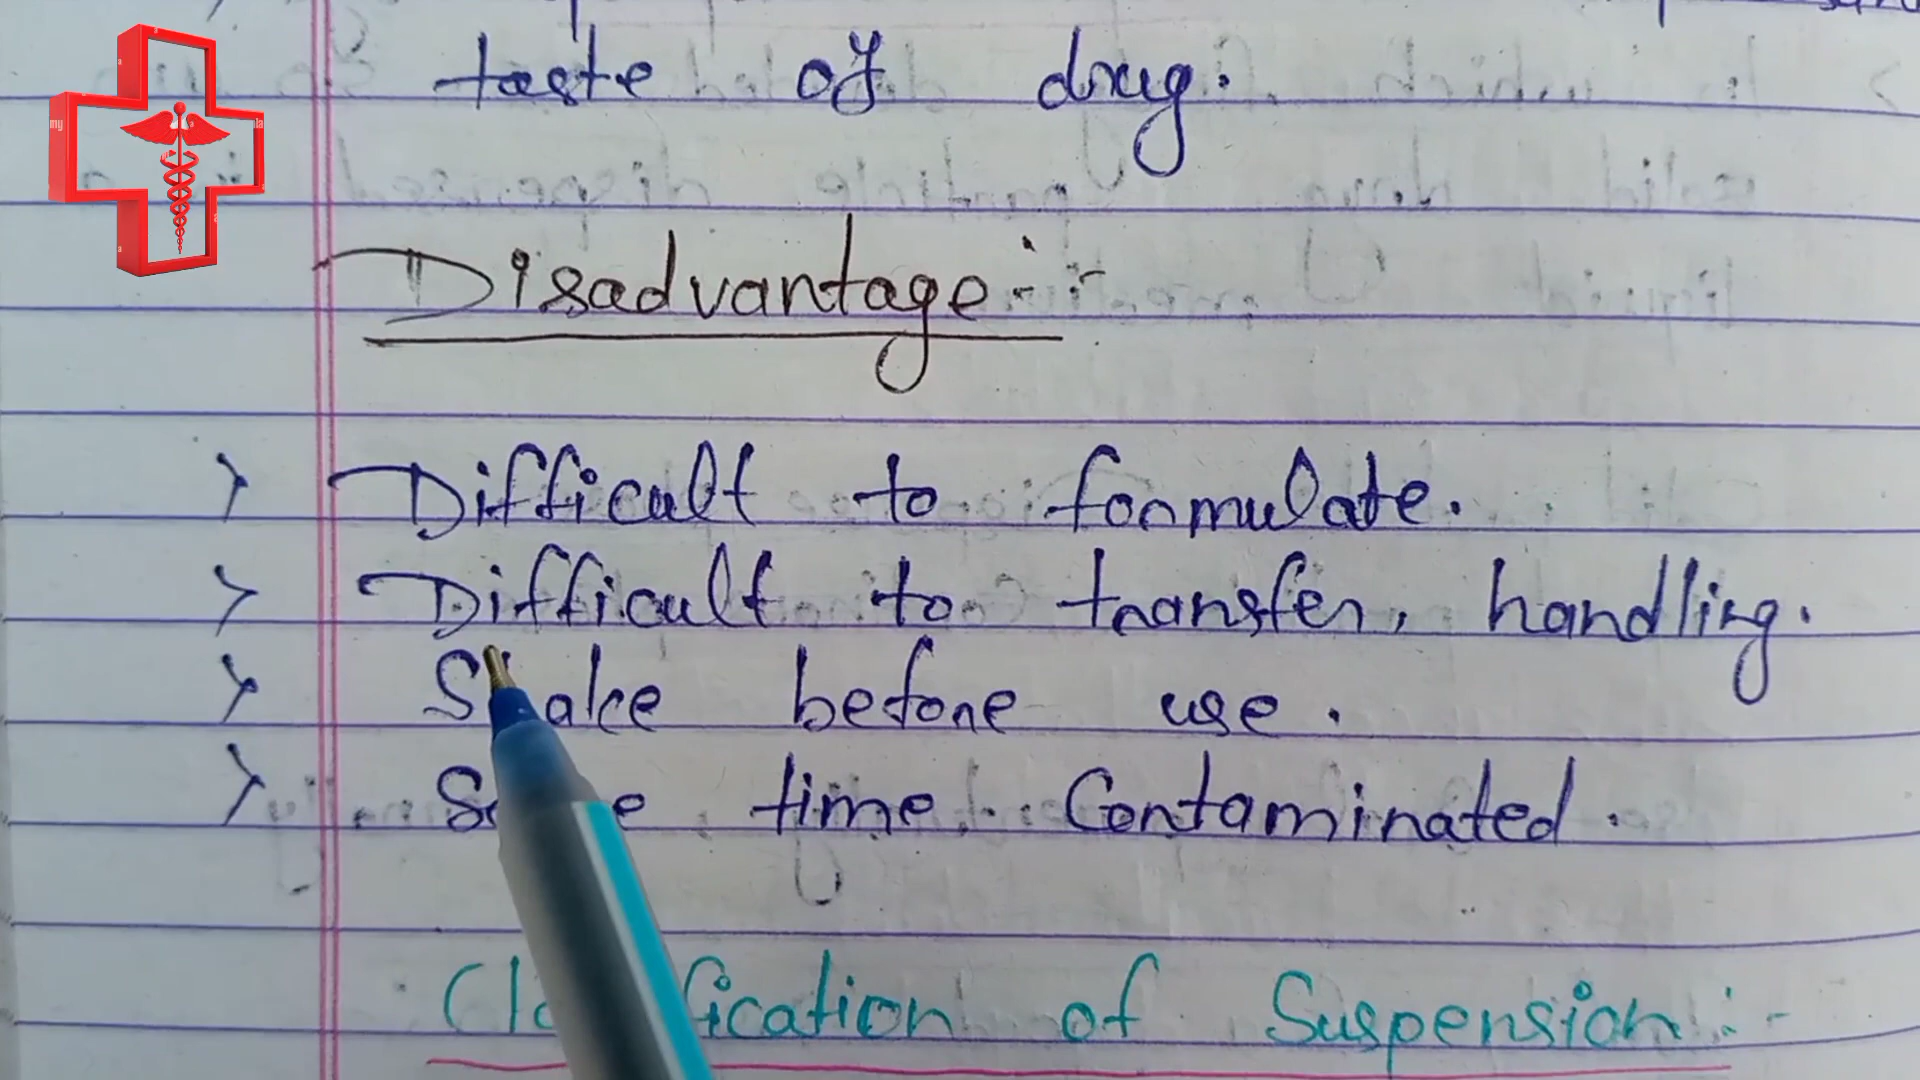 taste of drug.
Disadvantage :-
> Difficult to formulate.
> Difficult to transfer, handling.
> Shake before use.
> time Contaminated.
of Suspension :-